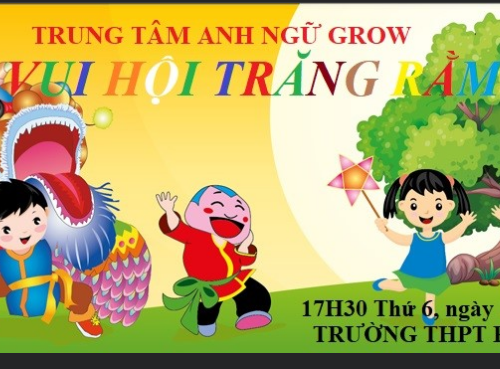 TRUNG TÂM ANH NGỮ GROW
VUI HỘI TRĂNG RẰM
17H30 Thứ 6, ngày
TRƯỜNG THPT